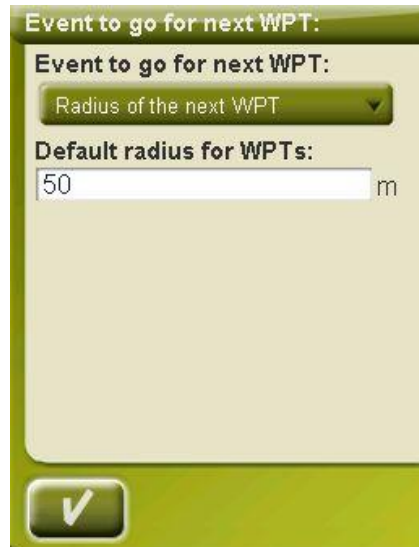 Event to go for next WPT:
Event to go for next WPT:
Radius of the next WPT
Default radius for WPTs:
50 m